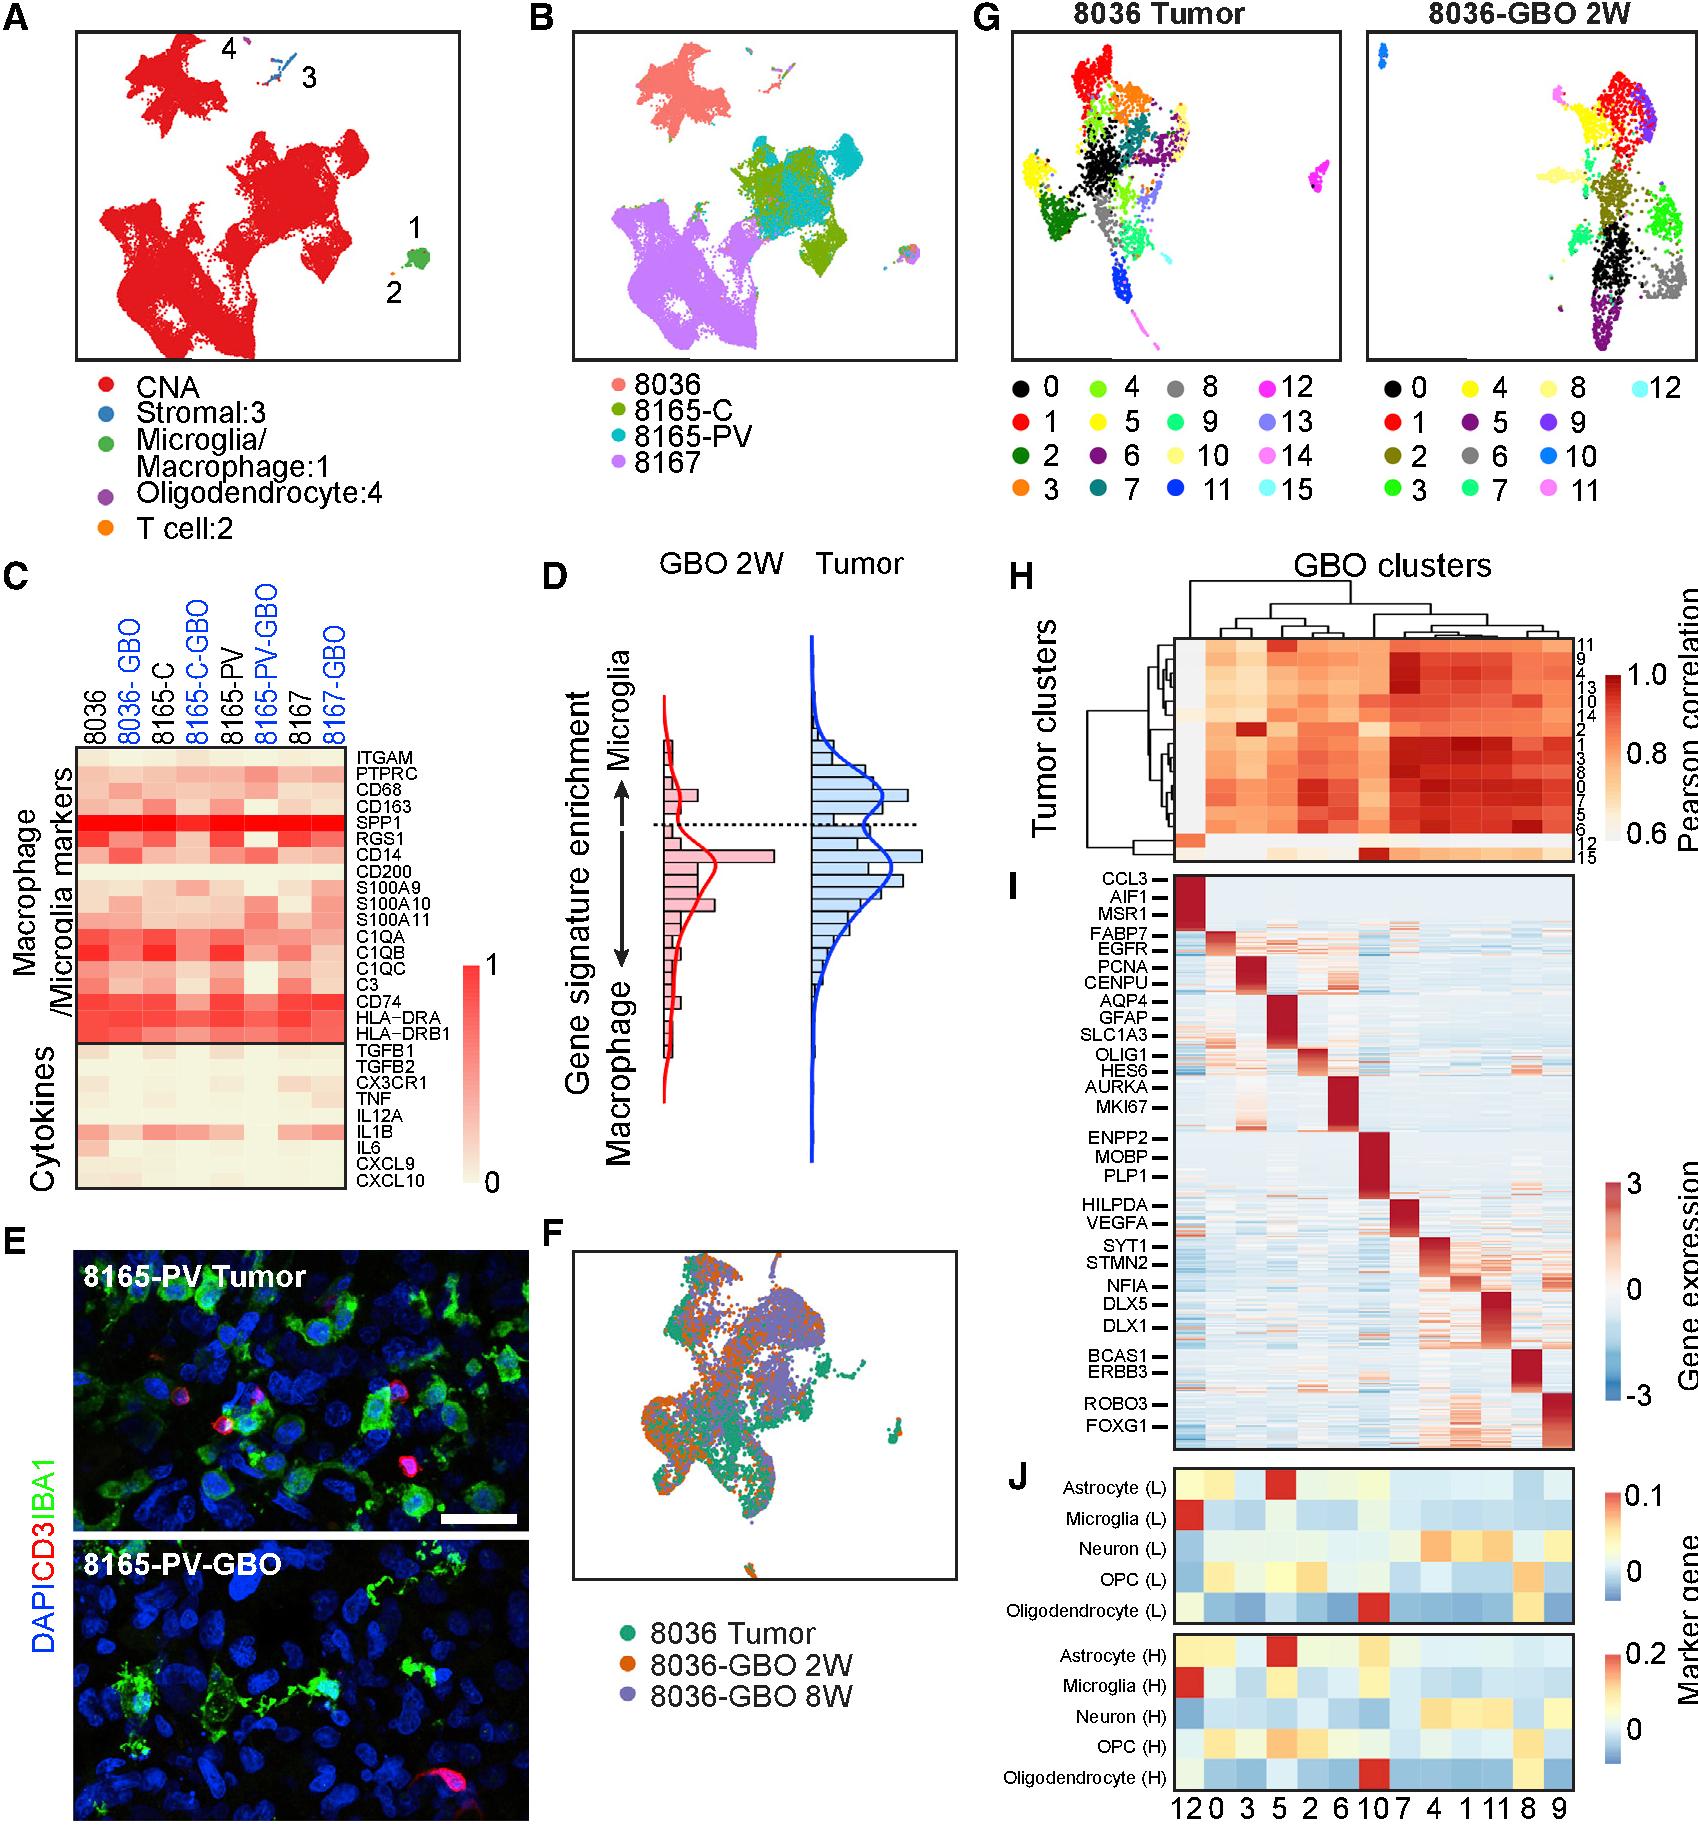 A
4
3
1
2
CNA
Stromal:3
Microglia/
Macrophage:1
Oligodendrocyte:4
T cell:2
B
8036
8165-C
8165-PV
8167
G
8036 Tumor
8036-GBO 2W
0
4
8
12
1
5
9
13
2
6
10
14
3
7
11
15
0
4
8
12
1
5
9
2
6
10
3
7
11
C
8036
8036- GBO
8165-C
8165-C-GBO
8165-PV
8165-PV-GBO
8167
8167-GBO
Macrophage
/Microglia markers
Cytokines
ITGAM
PTPRC
CD68
CD163
SPP1
RGS1
CD14
CD200
S100A9
S100A10
S100A11
C1QA
C1QB
C1QC
C3
CD74
HLA-DRA
HLA-DRB1
TGFB1
TGFB2
CX3CR1
TNF
IL12A
IL1B
IL6
CXCL9
CXCL10
1
0
D
GBO 2W
Tumor
Gene signature enrichment
Microglia
Macrophage
E
8165-PV Tumor
8165-PV-GBO
DAPICD3IBA1
F
8036 Tumor
8036-GBO 2W
8036-GBO 8W
H
GBO clusters
Tumor clusters
11
9
4
13
10
14
2
1
3
8
0
7
5
6
12
15
1.0
0.8
0.6
Pearson correlation
I
CCL3
AIF1
MSR1
FABP7
EGFR
PCNA
CENPU
AQP4
GFAP
SLC1A3
OLIG1
HES6
AURKA
MKI67
ENPP2
MOBP
PLP1
HILPDA
VEGFA
SYT1
STMN2
NFIA
DLX5
DLX1
BCAS1
ERBB3
ROBO3
FOXG1
3
0
-3
Gene expression
J
Astrocyte (L)
Microglia (L)
Neuron (L)
OPC (L)
Oligodendrocyte (L)
Astrocyte (H)
Microglia (H)
Neuron (H)
OPC (H)
Oligodendrocyte (H)
0.1
0
0.2
0
Marker gene
12 0 3 5 2 6 10 7 4 1 11 8 9